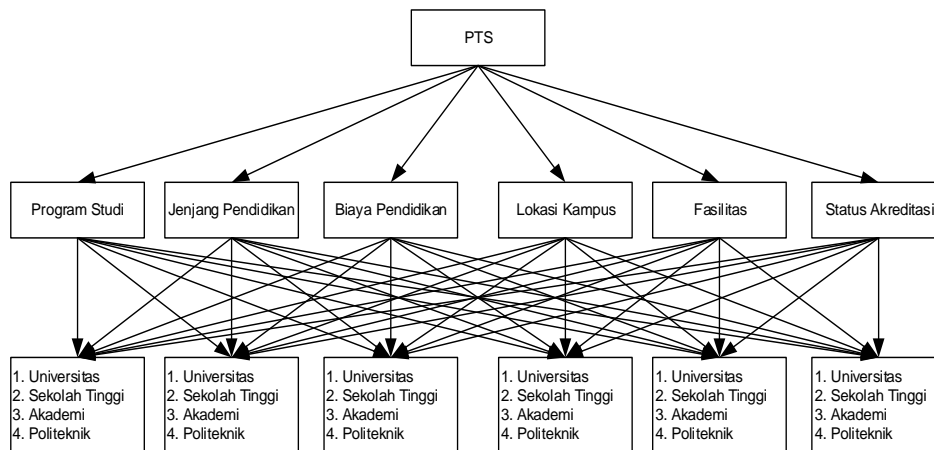 PTS
Program Studi
Jenjang Pendidikan
Biaya Pendidikan
Lokasi Kampus
Fasilitas
Status Akreditasi
1. Universitas
2. Sekolah Tinggi
3. Akademi
4. Politeknik
1. Universitas
2. Sekolah Tinggi
3. Akademi
4. Politeknik
1. Universitas
2. Sekolah Tinggi
3. Akademi
4. Politeknik
1. Universitas
2. Sekolah Tinggi
3. Akademi
4. Politeknik
1. Universitas
2. Sekolah Tinggi
3. Akademi
4. Politeknik
1. Universitas
2. Sekolah Tinggi
3. Akademi
4. Politeknik